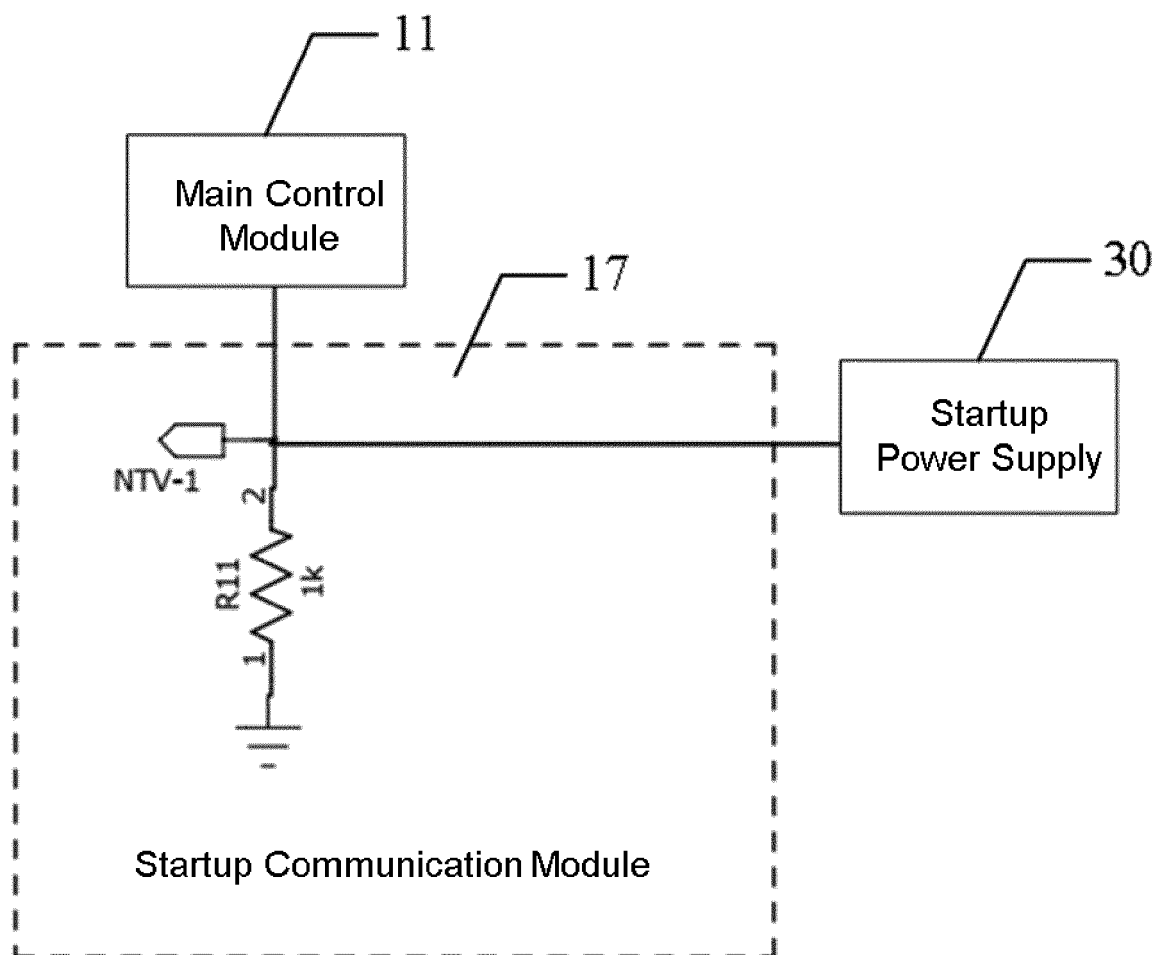 11
Main Control
Module
17
30
Startup
Power Supply
NTV-1
2
R11
1k
1
Startup Communication Module